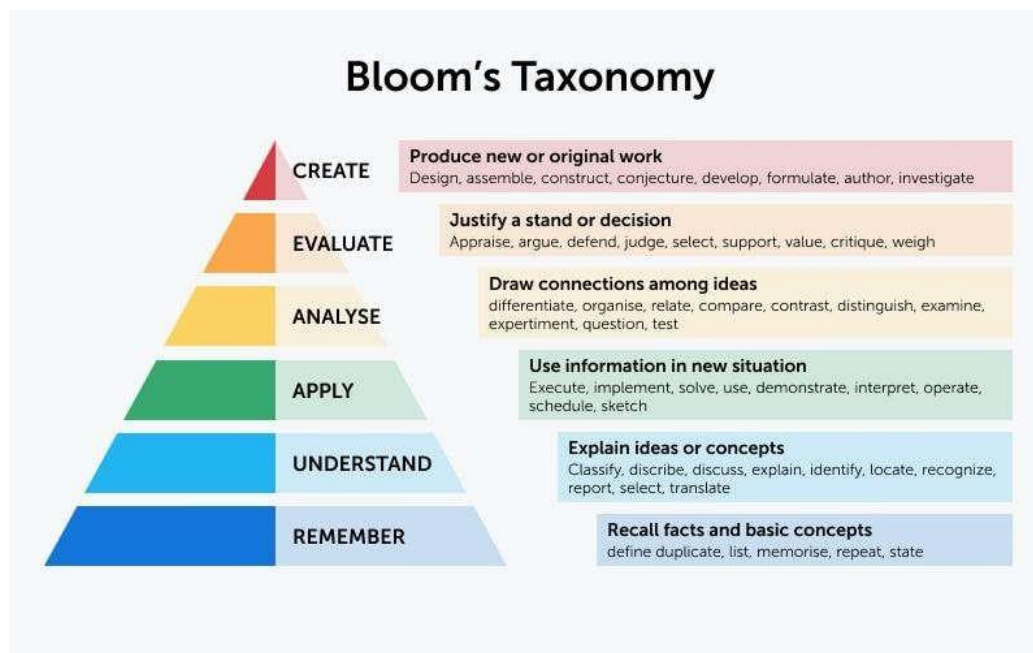 Bloom's Taxonomy
CREATE
Produce new or original work
Design, assemble, construct, conjecture, develop, formulate, author, investigate
EVALUATE
Justify a stand or decision
Appraise, argue, defend, judge, select, support, value, critique, weigh
ANALYSE
Draw connections among ideas
differentiate, organise, relate, compare, contrast, distinguish, examine,
expertiment, question, test
APPLY
Use information in new situation
Execute, implement, solve, use, demonstrate, interpret, operate,
schedule, sketch
UNDERSTAND
Explain ideas or concepts
Classify, discribe, discuss, explain, identify, locate, recognize,
report, select, translate
REMEMBER
Recall facts and basic concepts
define duplicate, list, memorise, repeat, state